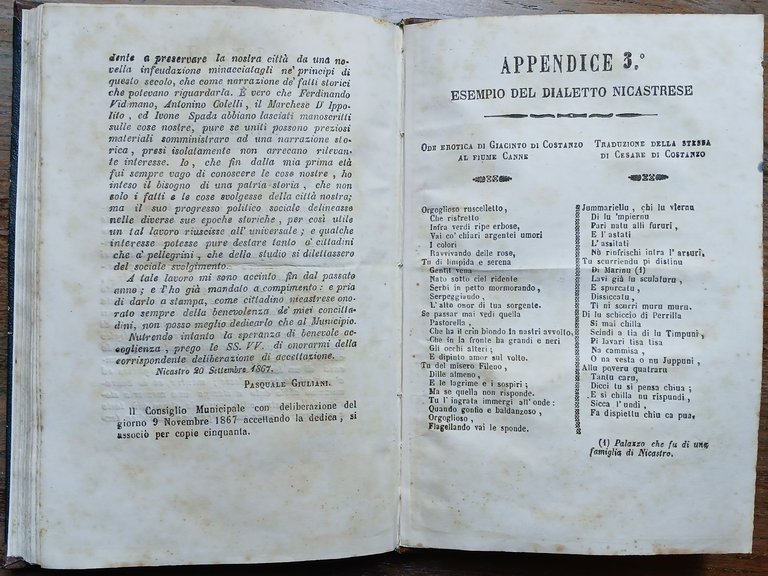 dente a preservare la nostra città da una no-
vella infeudazione minacciatagli ne' principi di
questo secolo, che come narrazione de' fatti storici
che potevano riguardarla. È vero che Ferdinando
Vidmano, Antonino Colelli, il Marchese D'Ippo-
lito, ed Ivone Spada abbiano lasciati manoscritti
sulle cose nostre, pure se uniti possono preziosi
materiali somministrare ad una narrazione sto-
rica, presi isolatamente non arrecano rilevan-
te interesse. Io, che fin dalla mia prima età
fui sempre vago di conoscere le cose nostre, ho
inteso il bisogno di una patria storia, che non
solo i fatti e le cose svolgesse della città nostra;
ma il suo progresso politico sociale delineasse
nelle diverse sue epoche storiche, per così utile
un tal lavoro riuscisse all'universale; e qualche
interesse potesse pure destare tanto a' cittadini
che a' pellegrini, che della studio si dilettassero
del sociale svolgimento.
A tale lavoro mi sono accinto fin dal passato
anno; e l'ho già mandato a compimento: e pria
di darlo a stampa, come cittadino nicastrese ono-
rato sempre della benevolenza de' miei concitta-
dini, non posso meglio dedicarlo che al Municipio.
Nutrendo intanto la speranza di benevole ac-
coglienza, prego le SS. VV. di onorarmi della
corrispondente deliberazione di accettazione.
Nicastro 20 Settembre 1867.
PASQUALE GIULIANI.
Il Consiglio Municipale con deliberazione del
giorno 9 Novembre 1867 accettando la dedica, si
associò per copie cinquanta.
APPENDICE 3.°
ESEMPIO DEL DIALETTO NICASTRESE
ODE EROTICA DI GIACINTO DI COSTANZO
AL FIUME CANNE
Orgoglioso ruscelletto,
Che ristretto
Infra verdi ripe erbose,
Vai co' chiari argentei umori
I colori
Ravvivando delle rose,
Tu di limpida e serena
Gentil vena
Nato sotto ciel ridente
Serbi in petto mormorando,
Serpeggiando,
L'alto onor di tua sorgente.
Se passar mai vedi quella
Pastorella,
Che ha il crin biondo in nastri avvolto,
Che in la fronte ha grandi e neri
Gli occhi alteri;
E dipinto amor sul volto.
Tu del misero Fileno,
Dille almeno,
E le lagrime e i sospiri;
Ma se quella non risponde.
Tu l'ingrata immergi all'onde:
Quando gonfio e baldangoso,
Orgoglioso,
Flagellando vai le sponde.
TRADUZIONE DELLA STESSA
DI CESARE DI COSTANZO
Jummariellu, chi lu vternu
Di lu 'mpiernu
Pari natu alli fururi,
E l'astati
L'assitati
Nù rinfrischi intra l'arsuri,
Tu scurriendu pi distinu
Di Marinu (1)
Lavi già lu sculaturu,
E spurcatu,
Dissiccatu,
Ti ni scurri muru muru.
Di lu schiccio di Perrilla
Si mai chilla
Scindi a tia di lu Timpuni,
Pi lavari tisa tisa
Na cammisa,
O na vesta o nu Juppuni,
Allu poveru quatraru
Tantu caru,
Dicci tu si pensa chiua;
E si chilla nu rispundi,
Sicca l'undi,
Fa dispiettu chiu ca pua,
(1) Palazzo che fu di una
famiglia di Nicastro.